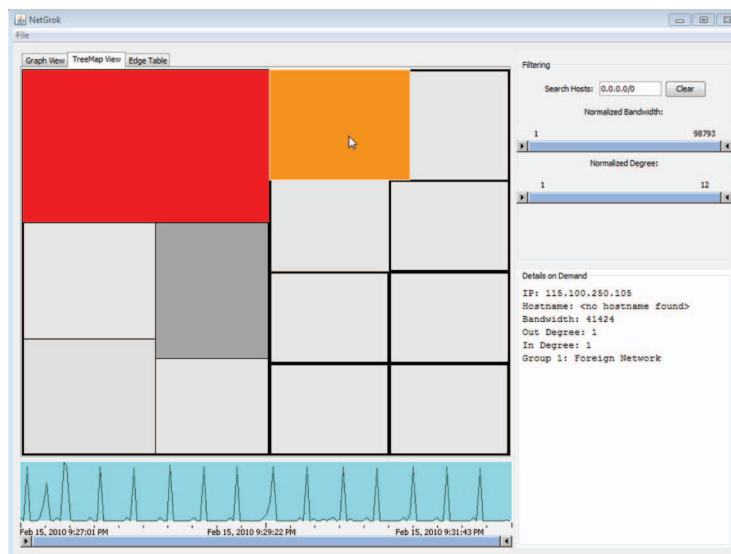 NetGrok
File
Graph View TreeMap View Edge Table
Filtering
Search Hosts: 0.0.0.0/0 Clear
Normalized Bandwidth:
1 98793
Normalized Degree:
1 12
Details on Demand
IP: 115.100.250.105
Hostname: <no hostname found>
Bandwidth: 41424
Out Degree: 1
In Degree: 1
Group 1: Foreign Network
Feb 15, 2010 9:27:01 PM Feb 15, 2010 9:29:22 PM Feb 15, 2010 9:31:43 PM